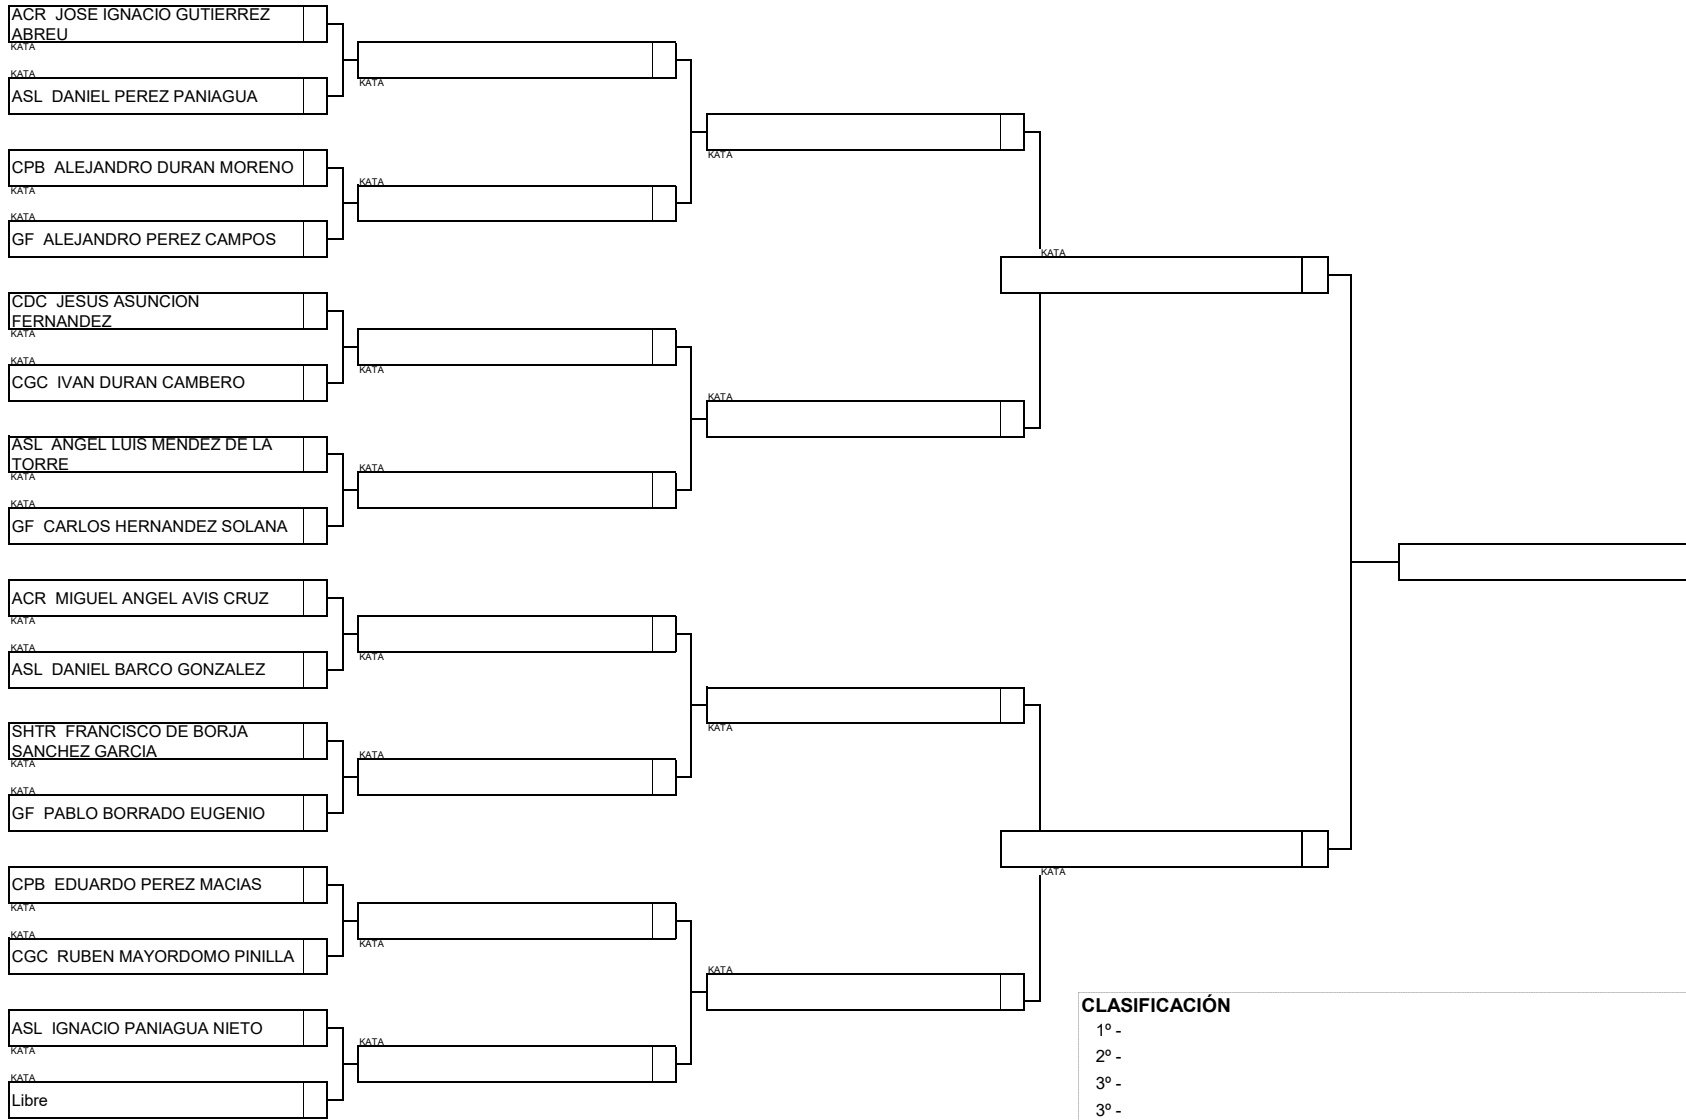 ACR JOSE IGNACIO GUTIERREZ
ABREU
KATA
KATA
ASL DANIEL PEREZ PANIAGUA
CPB ALEJANDRO DURAN MORENO
KATA
KATA
GF ALEJANDRO PEREZ CAMPOS
CDC JESUS ASUNCION
FERNANDEZ
KATA
KATA
CGC IVAN DURAN CAMBERO
ASL ANGEL LUIS MENDEZ DE LA
TORRE
KATA
KATA
GF CARLOS HERNANDEZ SOLANA
ACR MIGUEL ANGEL AVIS CRUZ
KATA
KATA
ASL DANIEL BARCO GONZALEZ
SHTR FRANCISCO DE BORJA
SANCHEZ GARCIA
KATA
KATA
GF PABLO BORRADO EUGENIO
CPB EDUARDO PEREZ MACIAS
KATA
KATA
CGC RUBEN MAYORDOMO PINILLA
ASL IGNACIO PANIAGUA NIETO
KATA
KATA
Libre
KATA
KATA
KATA
KATA
KATA
KATA
KATA
KATA
KATA
KATA
KATA
KATA
KATA
KATA
CLASIFICACIÓN
1º -
2º -
3º -
3º -